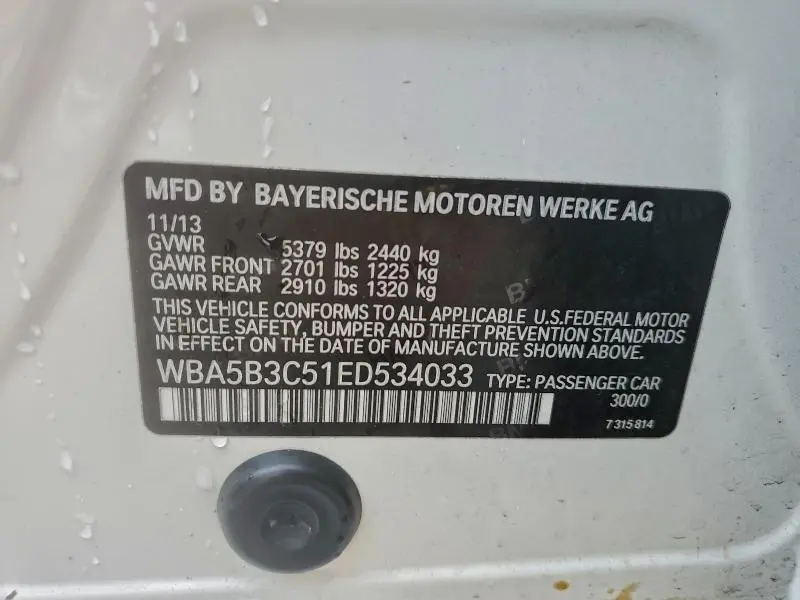 MFD BY BAYERISCHE MOTOREN WERKE AG
11/13
GVWR 5379 lbs 2440 kg
GAWR FRONT 2701 lbs 1225 kg
GAWR REAR 2910 lbs 1320 kg
THIS VEHICLE CONFORMS TO ALL APPLICABLE U.S.FEDERAL MOTOR
VEHICLE SAFETY, BUMPER AND THEFT PREVENTION STANDARDS
IN EFFECT ON THE DATE OF MANUFACTURE SHOWN ABOVE.
WBA5B3C51ED534033 TYPE: PASSENGER CAR
300/0
7 315 814